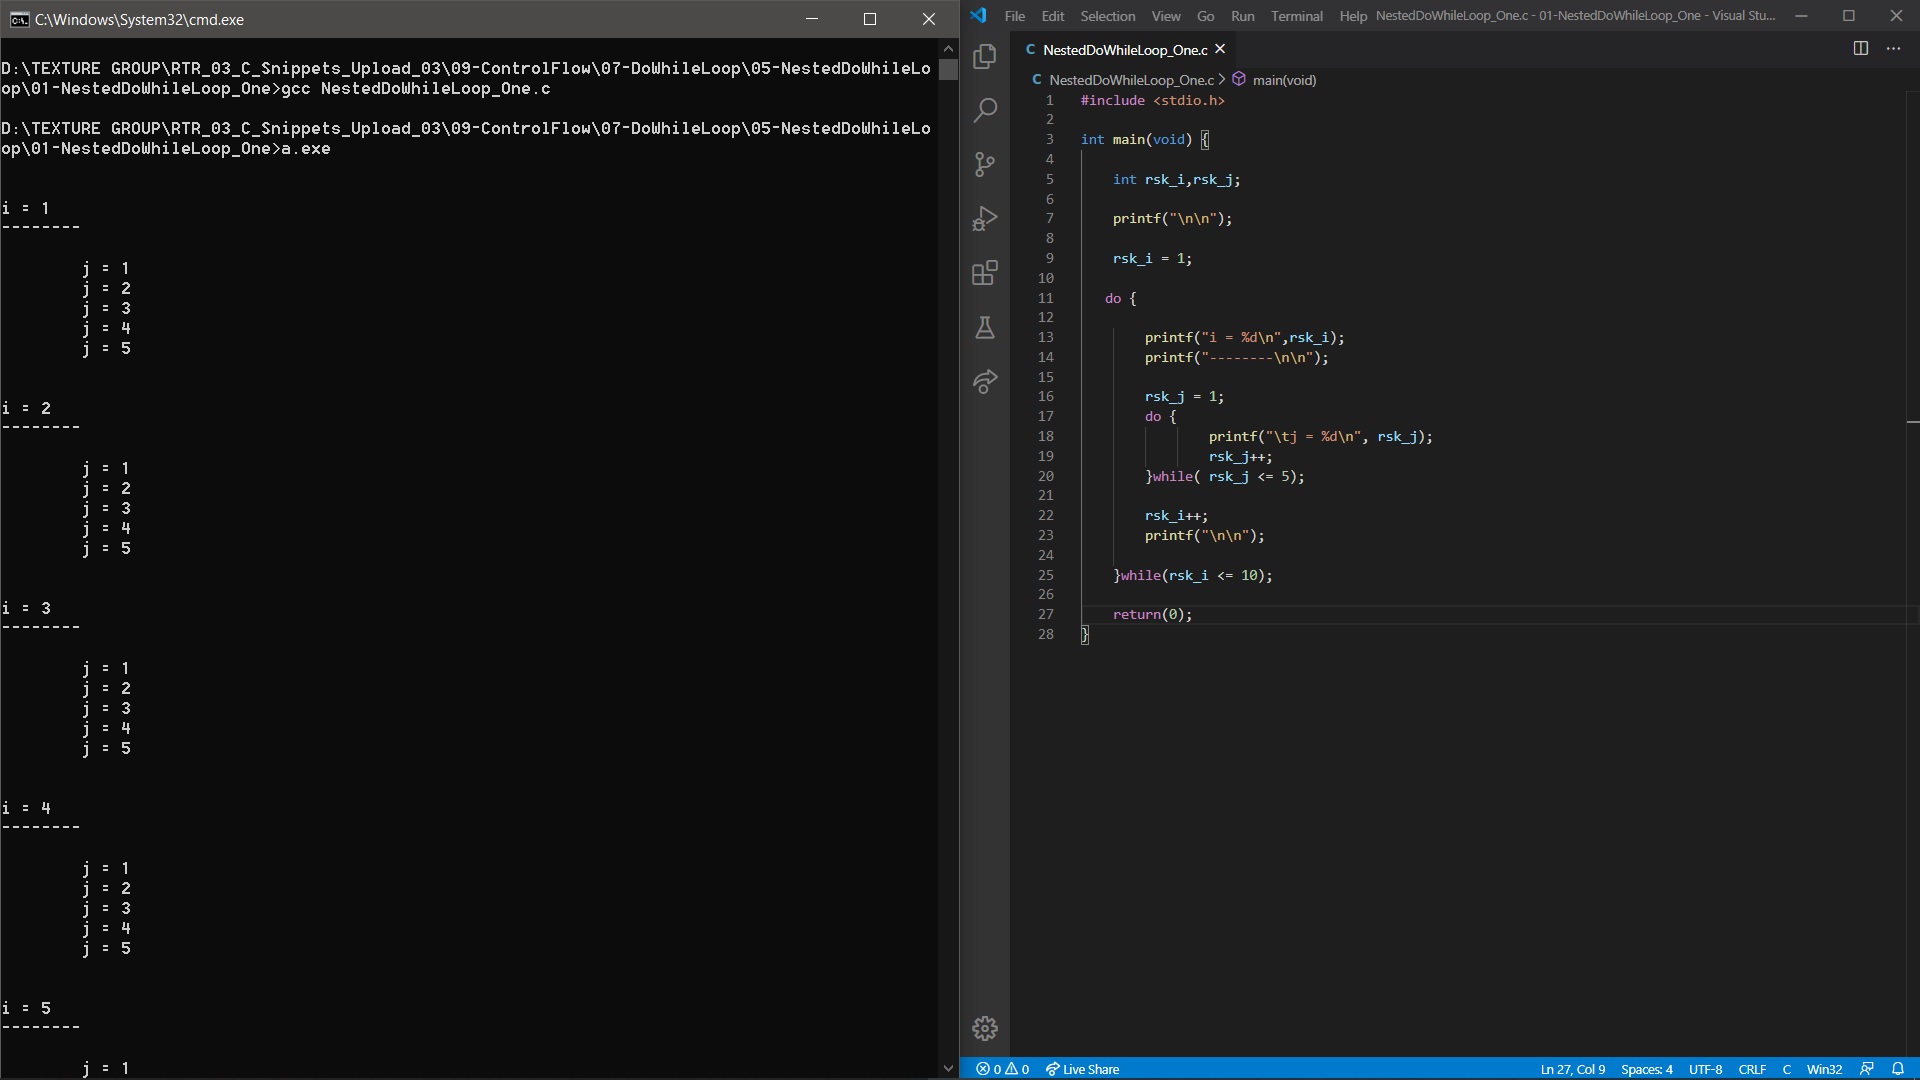 C:\Windows\System32\cmd.exe
D:\TEXTURE GROUP\RTR_03_C_Snippets_Upload_03\09-ControlFlow\07-DoWhileLoop\05-NestedDoWhileLo
op\01-NestedDoWhileLoop_One>gcc NestedDoWhileLoop_One.c
D:\TEXTURE GROUP\RTR_03_C_Snippets_Upload_03\09-ControlFlow\07-DoWhileLoop\05-NestedDoWhileLo
op\01-NestedDoWhileLoop_One>a.exe
i = 1
--------
j = 1
j = 2
j = 3
j = 4
j = 5
i = 2
--------
j = 1
j = 2
j = 3
j = 4
j = 5
i = 3
--------
j = 1
j = 2
j = 3
j = 4
j = 5
i = 4
--------
j = 1
j = 2
j = 3
j = 4
j = 5
i = 5
--------
j = 1
File Edit Selection View Go Run Terminal Help NestedDoWhileLoop_One.c - 01-NestedDoWhileLoop_One - Visual Stu...
C NestedDoWhileLoop_One.c
C NestedDoWhileLoop_One.c > main(void)
1 #include <stdio.h>
2
3 int main(void) {
4
5 int rsk_i,rsk_j;
6
7 printf("\n\n");
8
9 rsk_i = 1;
10
11 do {
12
13 printf("i = %d\n",rsk_i);
14 printf("--------\n\n");
15
16 rsk_j = 1;
17 do {
18 printf("\tj = %d\n", rsk_j);
19 rsk_j++;
20 }while( rsk_j <= 5);
21
22 rsk_i++;
23 printf("\n\n");
24
25 }while(rsk_i <= 10);
26
27 return(0);
28 }
0 0 Live Share Ln 27, Col 9 Spaces: 4 UTF-8 CRLF C Win32